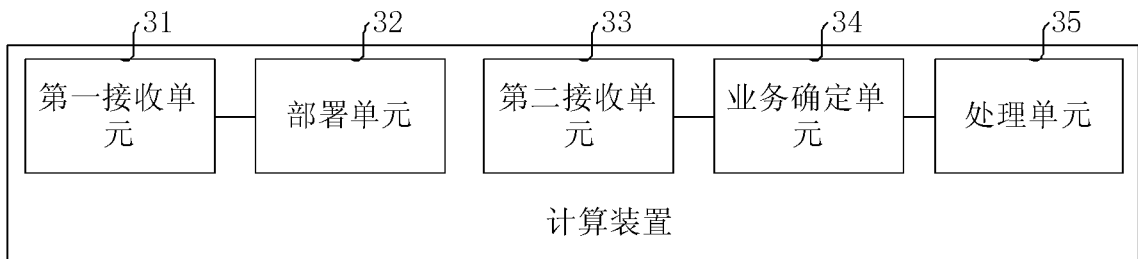 31 32 33 34 35
第一接收单
元
部署单元
第二接收单
元
业务确定单
元
处理单元
计算装置